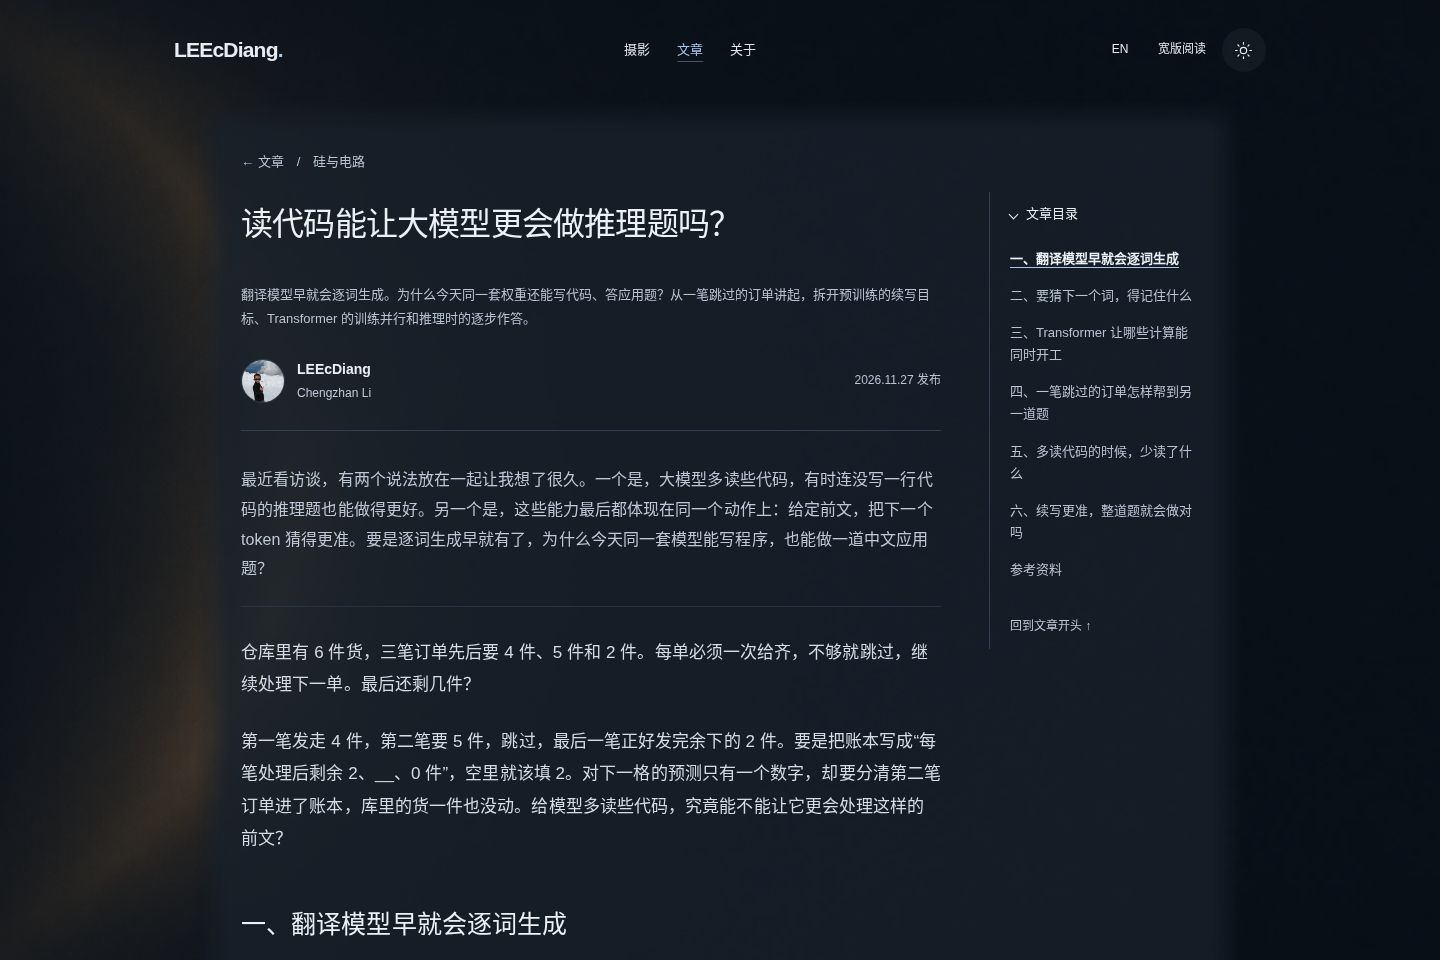 LEEcDiang.
摄影 文章 关于
EN 宽版阅读
← 文章 / 硅与电路
读代码能让大模型更会做推理题吗？
翻译模型早就会逐词生成。为什么今天同一套权重还能写代码、答应用题？从一笔跳过的订单讲起，拆开预训练的续写目
标、Transformer 的训练并行和推理时的逐步作答。
LEEcDiang
Chengzhan Li
2026.11.27 发布
最近看访谈，有两个说法放在一起让我想了很久。一个是，大模型多读些代码，有时连没写一行代
码的推理题也能做得更好。另一个是，这些能力最后都体现在同一个动作上：给定前文，把下一个
token 猜得更准。要是逐词生成早就有了，为什么今天同一套模型能写程序，也能做一道中文应用
题？
仓库里有 6 件货，三笔订单先后要 4 件、5 件和 2 件。每单必须一次给齐，不够就跳过，继
续处理下一单。最后还剩几件？
第一笔发走 4 件，第二笔要 5 件，跳过，最后一笔正好发完余下的 2 件。要是把账本写成“每
笔处理后剩余 2、__、0 件”，空里就该填 2。对下一格的预测只有一个数字，却要分清第二笔
订单进了账本，库里的货一件也没动。给模型多读些代码，究竟能不能让它更会处理这样的
前文？
一、翻译模型早就会逐词生成
文章目录
一、翻译模型早就会逐词生成
二、要猜下一个词，得记住什么
三、Transformer 让哪些计算能
同时开工
四、一笔跳过的订单怎样帮到另
一道题
五、多读代码的时候，少读了什
么
六、续写更准，整道题就会做对
吗
参考资料
回到文章开头 ↑